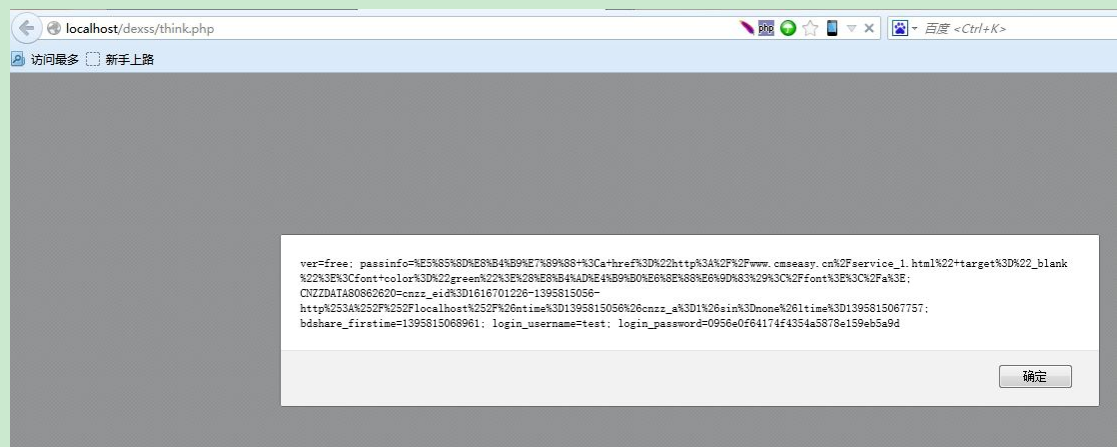 localhost/dexss/think.php
php
百度 <Ctrl+K>
访问最多 新手上路
ver=free; passinfo=%E5%85%8D%E8%B4%B9%E7%89%88+%3Ca+href%3D%22http%3A%2F%2Fwww.cmseasy.cn%2Fservice_1.html%22+target%3D%22_blank
%22%3E%3Cfont+color%3D%22green%22%3E%28%E8%B4%AD%E4%B9%B0%E6%8E%88%E6%9D%83%29%3C%2Ffont%3E%3C%2Fa%3E;
CNZZDATA80862620=cnzz_eid%3D1616701226-1395815056-
http%253A%252F%252Flocalhost%252F%26ntime%3D1395815056%26cnzz_a%3D1%26sin%3Dnone%26ltime%3D1395815067757;
bdshare_firstime=1395815068961; login_username=test; login_password=0956e0f64174f4354a5878e159eb5a9d
确定